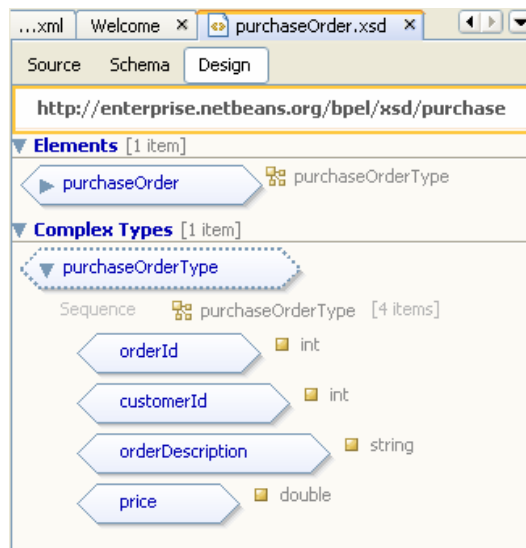 ...xml Welcome purchaseOrder.xsd
Source Schema Design
http://enterprise.netbeans.org/bpel/xsd/purchase
Elements [1 item]
purchaseOrder purchaseOrderType
Complex Types [1 item]
purchaseOrderType
Sequence purchaseOrderType [4 items]
orderId int
customerId int
orderDescription string
price double